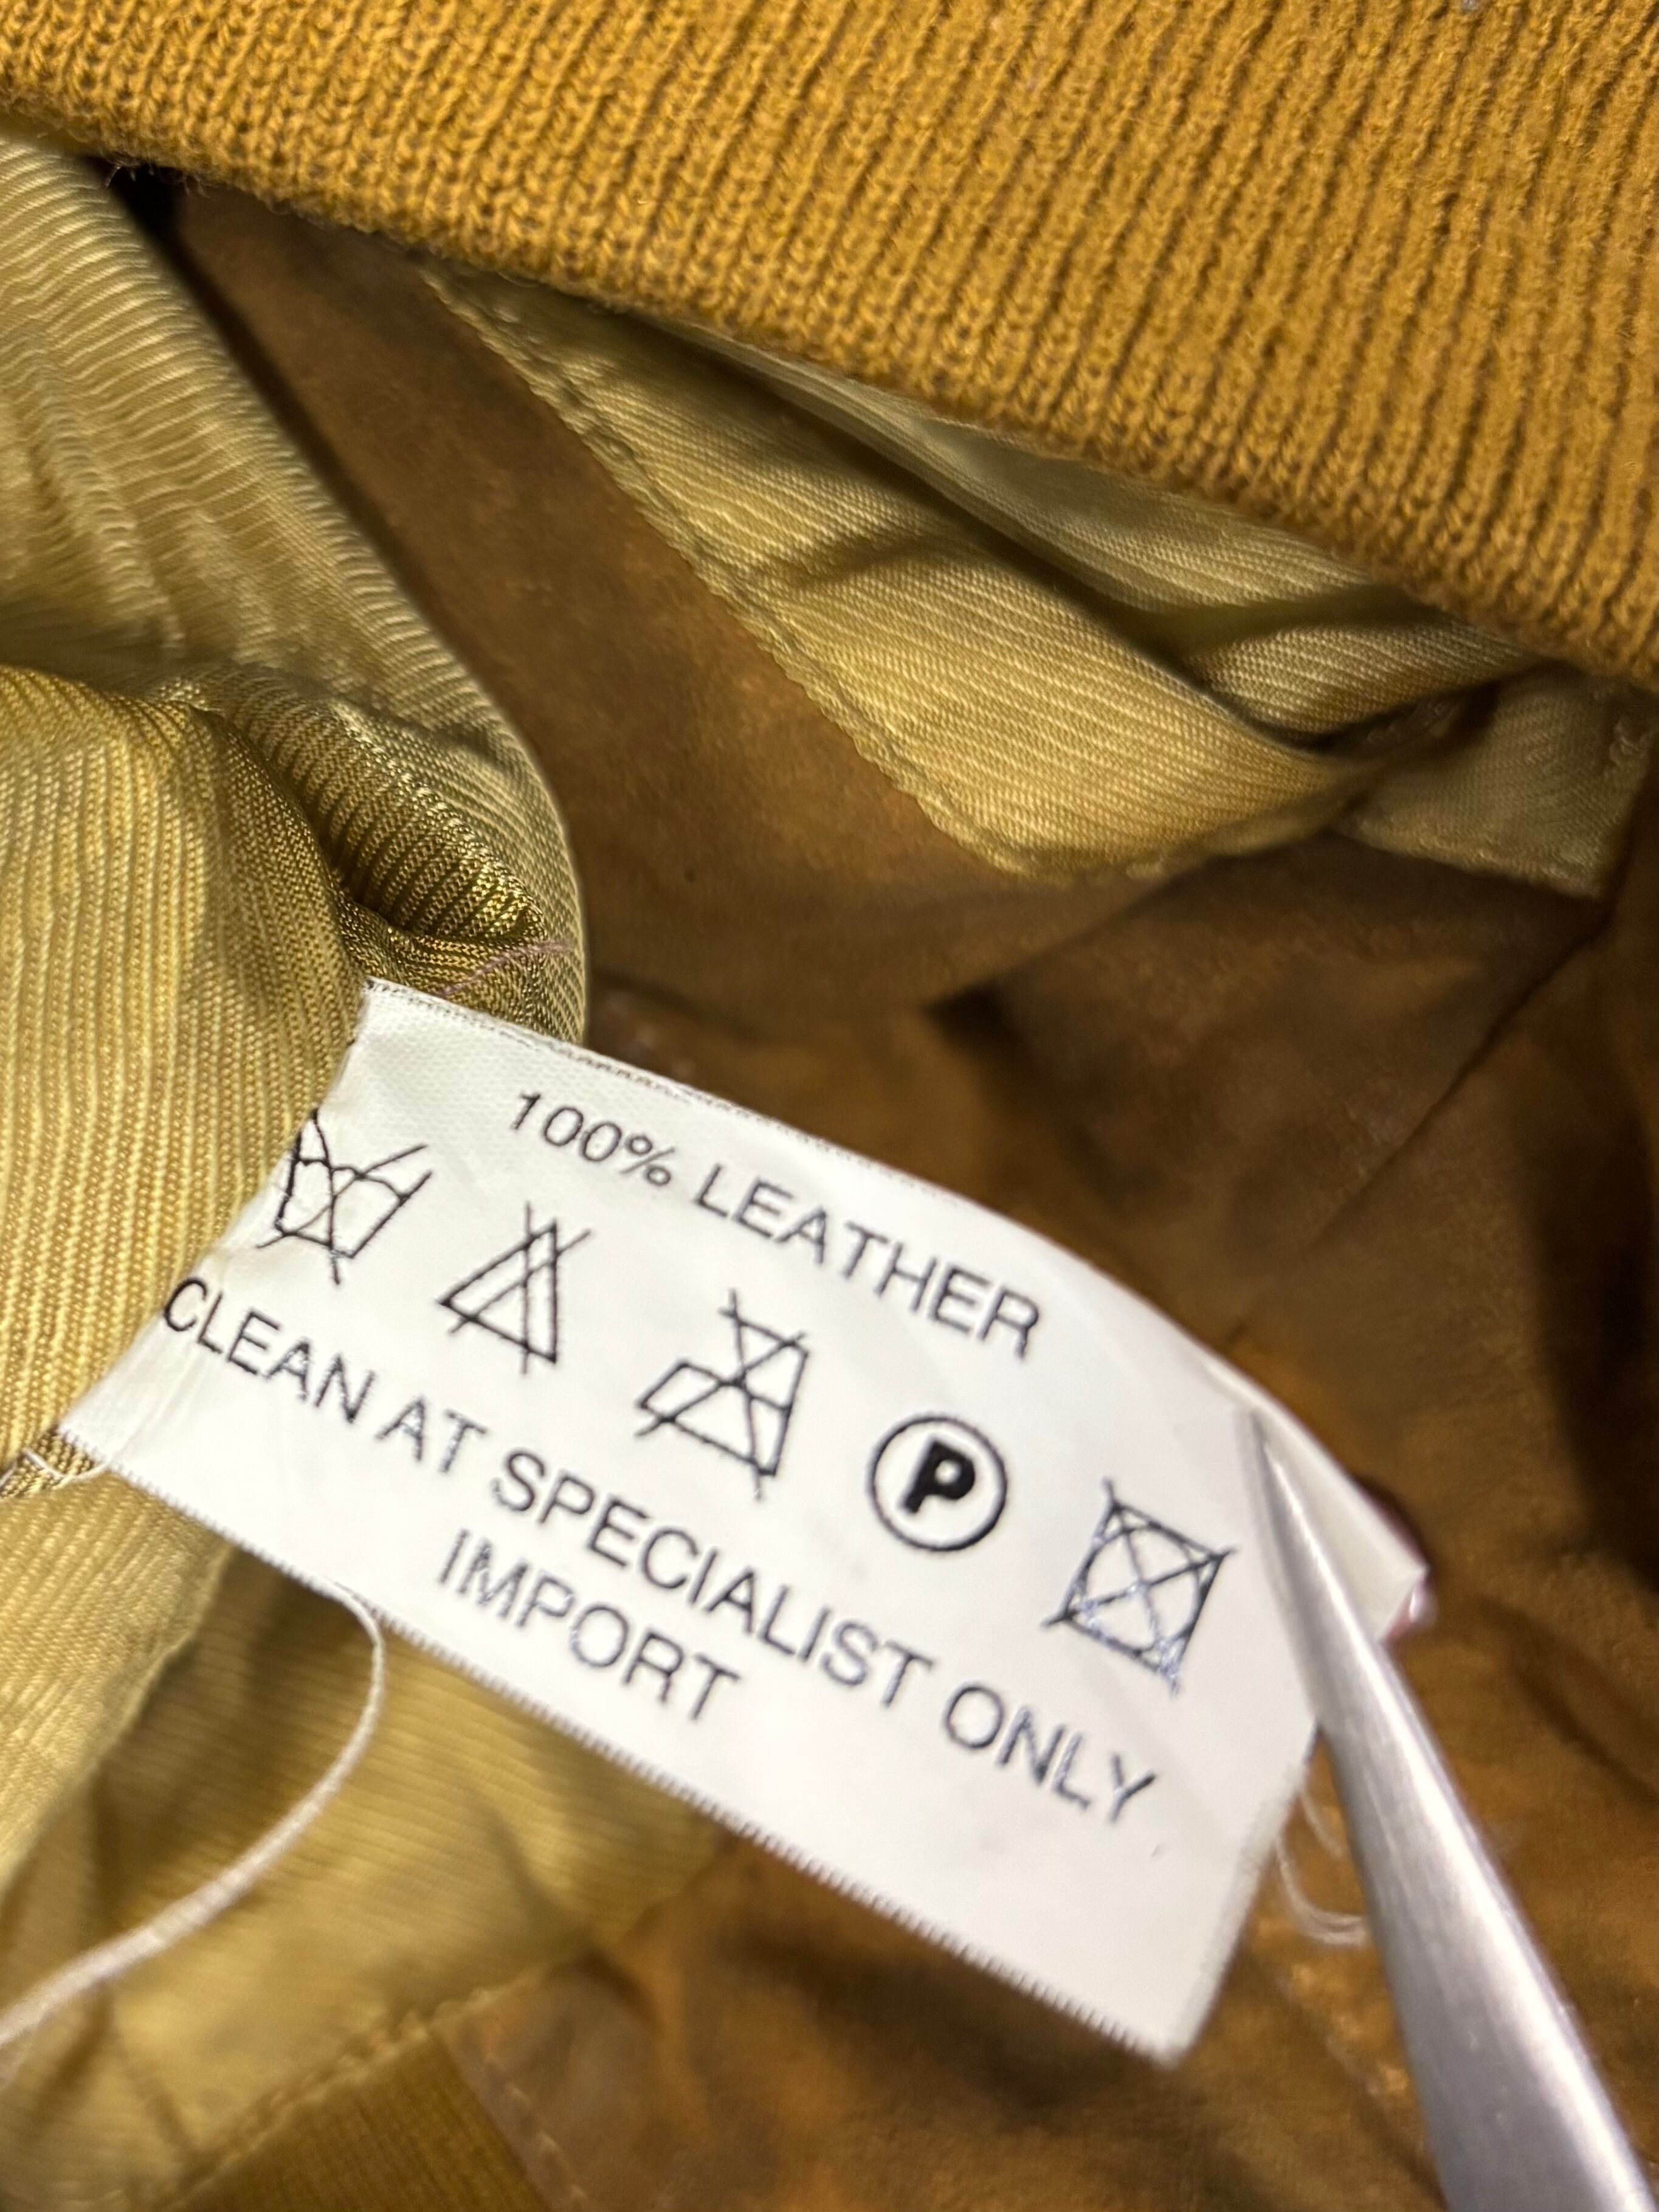 100% LEATHER
P
CLEAN AT SPECIALIST ONLY
IMPORT